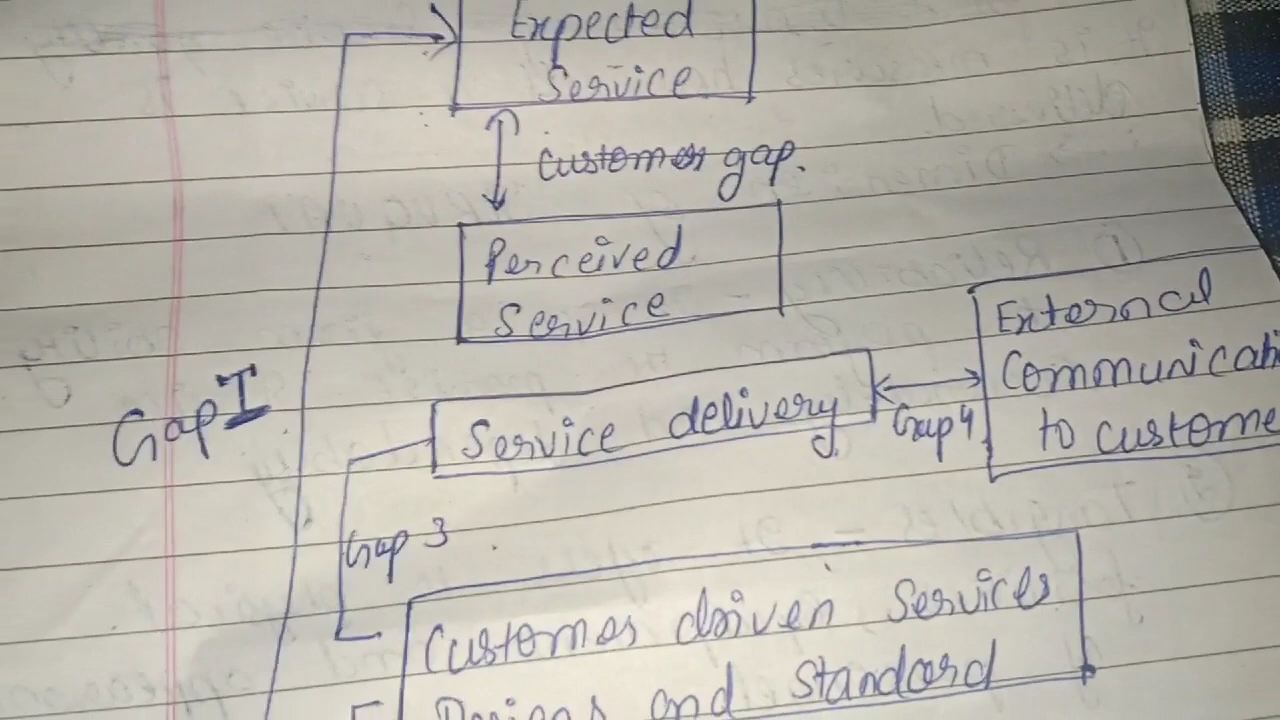 Expected
Service
Customer gap.
Perceived
Service
External
Communicati
to custome
Gap I
Service delivery
Gap 4
Gap 3
Customer driven Services
Designs and Standard